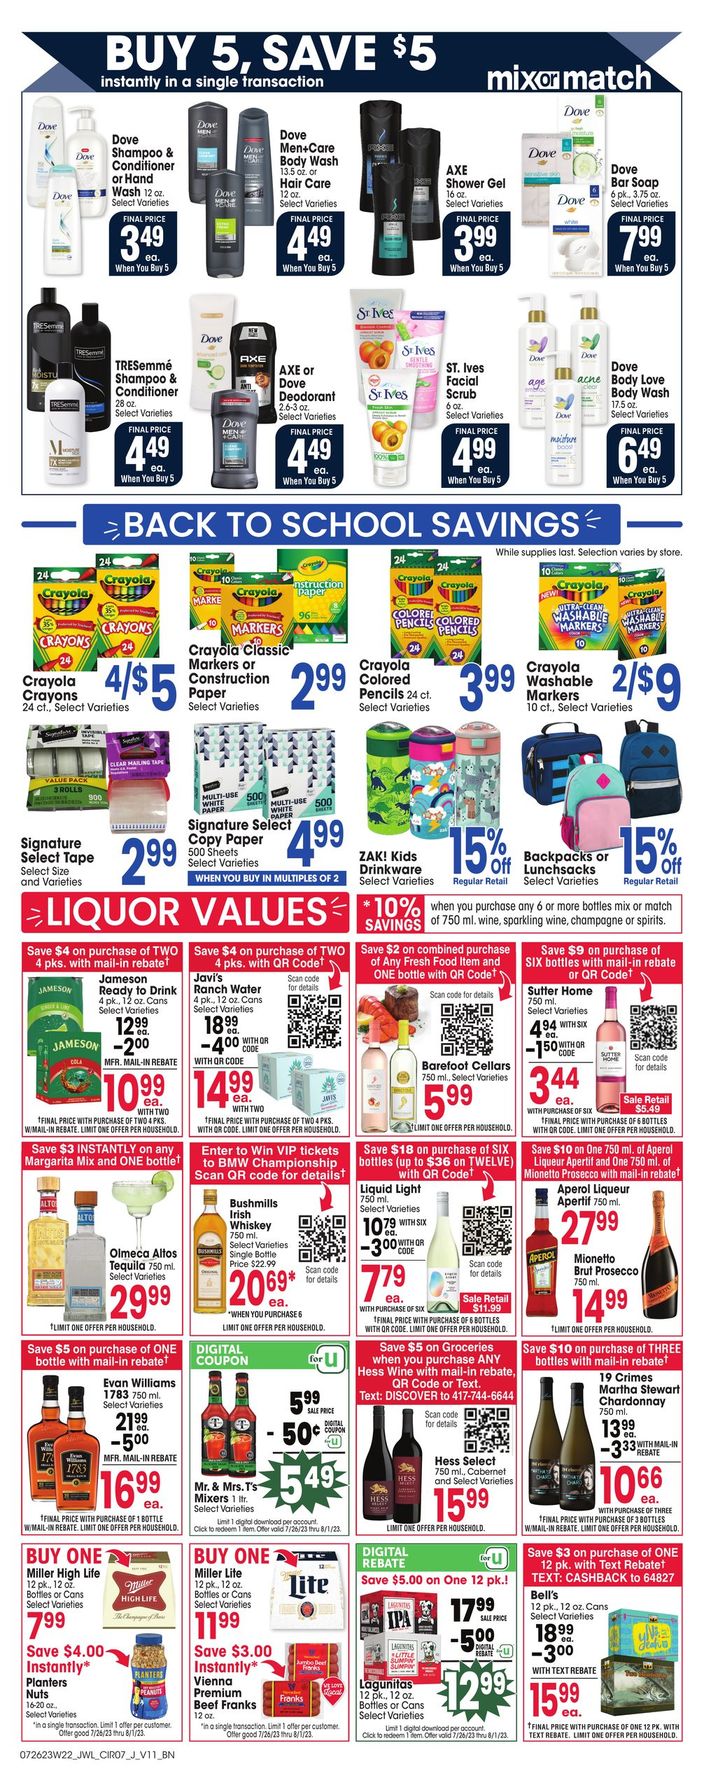 BUY 5, SAVE $5
instantly in a single transaction
mix or match
Dove
Shampoo &
Conditioner
or Hand
Wash 12 oz.
Select Varieties
FINAL PRICE
3 49
ea.
When You Buy 5
Dove
Men+Care
Body Wash
13.5 oz. or
Hair Care
12 oz.
Select Varieties
FINAL PRICE
4 49
ea.
When You Buy 5
AXE
Shower Gel
16 oz.
Select Varieties
FINAL PRICE
3 99
ea.
When You Buy 5
Dove
Bar Soap
6 pk., 3.75 oz.
Select Varieties
FINAL PRICE
7 99
ea.
When You Buy 5
TRESemmé
Shampoo &
Conditioner
28 oz.
Select Varieties
FINAL PRICE
4 49
ea.
When You Buy 5
AXE or
Dove
Deodorant
2.6-3 oz.
Select Varieties
FINAL PRICE
4 49
ea.
When You Buy 5
ST. Ives
Facial
Scrub
6 oz.
Select Varieties
FINAL PRICE
4 99
ea.
When You Buy 5
Dove
Body Love
Body Wash
17.5 oz.
Select Varieties
FINAL PRICE
6 49
ea.
When You Buy 5
BACK TO SCHOOL SAVINGS
While supplies last. Selection varies by store.
Crayola
Crayons
24 ct., Select Varieties
4/$5
Crayola Classic
Markers or
Construction
Paper
Select Varieties
2 99
Crayola
Colored
Pencils 24 ct.
Select Varieties
3 99
Crayola
Washable
Markers
10 ct., Select Varieties
2/$9
Signature
Select Tape
Select Size
and Varieties
2 99
Signature Select
Copy Paper
500 Sheets
Select Varieties
4 99
WHEN YOU BUY IN MULTIPLES OF 2
ZAK! Kids
Drinkware
Select Varieties
15% Off
Regular Retail
Backpacks or
Lunchsacks
Select Varieties
15% Off
Regular Retail
LIQUOR VALUES
*10% SAVINGS
when you purchase any 6 or more bottles mix or match
of 750 ml. wine, sparkling wine, champagne or spirits.
Save $4 on purchase of TWO
4 pks. with mail-in rebate†
Jameson
Ready to Drink
4 pk., 12 oz. Cans
Select Varieties
12 99 ea.
-2 00
MFR. MAIL-IN REBATE
10 99 ea.
WITH TWO
†FINAL PRICE WITH PURCHASE OF TWO 4 PKS.
W/MAIL-IN REBATE. LIMIT ONE OFFER PER HOUSEHOLD.
Save $4 on purchase of TWO
4 pks. with QR Code†
Javi's
Ranch Water
4 pk., 12 oz. Cans
Select Varieties
18 99 ea.
-4 00 WITH QR CODE
WITH QR CODE
14 99 ea.
WITH TWO
Scan code
for details
†FINAL PRICE WITH PURCHASE OF TWO 4 PKS.
WITH QR CODE. LIMIT ONE OFFER PER HOUSEHOLD.
Save $2 on combined purchase
of Any Fresh Food Item and
ONE bottle with QR Code†
Scan code
for details
Barefoot Cellars
750 ml., Select Varieties
5 99
†LIMIT ONE OFFER PER HOUSEHOLD.
Save $9 on purchase of
SIX bottles with mail-in rebate
or QR Code†
Sutter Home
750 ml.
Select Varieties
4 94 WITH SIX
ea.
-1 50 WITH QR CODE
3 44 ea.
WITH PURCHASE OF SIX
Scan code
for details
Sale Retail
$5.49
†FINAL PRICE WITH PURCHASE OF 6 BOTTLES
WITH QR CODE. LIMIT ONE OFFER PER HOUSEHOLD.
Save $3 INSTANTLY on any
Margarita Mix and ONE bottle†
Olmeca Altos
Tequila 750 ml.
Select Varieties
29 99
†LIMIT ONE OFFER PER HOUSEHOLD.
Enter to Win VIP tickets
to BMW Championship
Scan QR code for details†
Bushmills
Irish
Whiskey
750 ml.
Select Varieties
Single Bottle
Price $22.99
20 69* ea.
*WHEN YOU PURCHASE 6
Scan
code for
details
†LIMIT ONE OFFER PER HOUSEHOLD.
Save $18 on purchase of SIX
bottles (up to $36 on TWELVE)
with QR Code†
Liquid Light
750 ml.
Select Varieties
10 79 WITH SIX
ea.
-3 00 WITH QR CODE
7 79 ea.
WITH PURCHASE OF SIX
Scan code
for details
Sale Retail
$11.99
†FINAL PRICE WITH PURCHASE OF 6 BOTTLES
WITH QR CODE. LIMIT ONE OFFER PER HOUSEHOLD.
Save $10 on One 750 ml. of Aperol
Liqueur Apertif and One 750 ml. of
Mionetto Prosecco with mail-in rebate†
Aperol Liqueur
Apertif 750 ml.
27 99
Mionetto
Brut Prosecco
750 ml.
14 99
†LIMIT ONE OFFER PER HOUSEHOLD.
Save $5 on purchase of ONE
bottle with mail-in rebate†
Evan Williams
1783 750 ml.
Select Varieties
21 99 ea.
-5 00
MFR. MAIL-IN REBATE
16 99 ea.
†FINAL PRICE WITH PURCHASE OF 1 BOTTLE
W/MAIL-IN REBATE. LIMIT ONE OFFER PER HOUSEHOLD.
DIGITAL
COUPON
for U
5 99
SALE PRICE
- 50¢ DIGITAL COUPON for U
5 49
Mr. & Mrs. T's
Mixers 1 ltr.
Select Varieties
Limit 1 digital download per account.
Click to redeem 1 item. Offer valid 7/26/23 thru 8/1/23.
Save $5 on Groceries
when you purchase ANY
Hess Wine with mail-in rebate,
QR Code or Text.
Text: DISCOVER to 417-744-6644
Scan code
for details
Hess Select
750 ml., Cabernet
and Select Varieties
15 99
Save $10 on purchase of THREE
bottles with mail-in rebate†
19 Crimes
Martha Stewart
Chardonnay
750 ml.
13 99 ea.
-3 33 WITH MAIL-IN REBATE
10 66 ea.
WITH PURCHASE OF THREE
†FINAL PRICE WITH PURCHASE OF 3 BOTTLES
W/MAIL-IN REBATE. LIMIT ONE OFFER PER HOUSEHOLD.
BUY ONE
Miller High Life
12 pk., 12 oz.
Bottles or Cans
Select Varieties
7 99
Save $4.00
Instantly*
Planters
Nuts
16-20 oz.
Select Varieties
*in a single transaction. Limit 1 offer per customer.
Good 7/26/23 thru 8/1/23.
BUY ONE
Miller Lite
12 pk., 12 oz.
Bottles or Cans
Select Varieties
11 99
Save $3.00
Instantly*
Vienna
Premium
Beef Franks
12 oz.
*in a single transaction. Limit 1 offer per customer.
Good 7/26/23 thru 8/1/23.
DIGITAL
REBATE
for U
Save $5.00 on One 12 pk.!
17 99
SALE PRICE
-5 00 DIGITAL REBATE for U
12 99
Lagunitas
12 pk., 12 oz.
Bottles or Cans
Select Varieties
Limit 1 digital download per account.
Click to redeem 1 item. Offer valid 7/26/23 thru 8/1/23.
Save $3 on purchase of ONE
12 pk. with Text Rebate†
TEXT: CASHBACK to 64827
Bell's
12 pk., 12 oz. Cans
Select Varieties
18 99 ea.
-3 00
WITH TEXT REBATE
15 99 ea.
†FINAL PRICE WITH PURCHASE OF ONE 12 PK. WITH
TEXT REBATE. LIMIT ONE OFFER PER HOUSEHOLD.
072623W22_JWL_CIR07_J_V11_BN